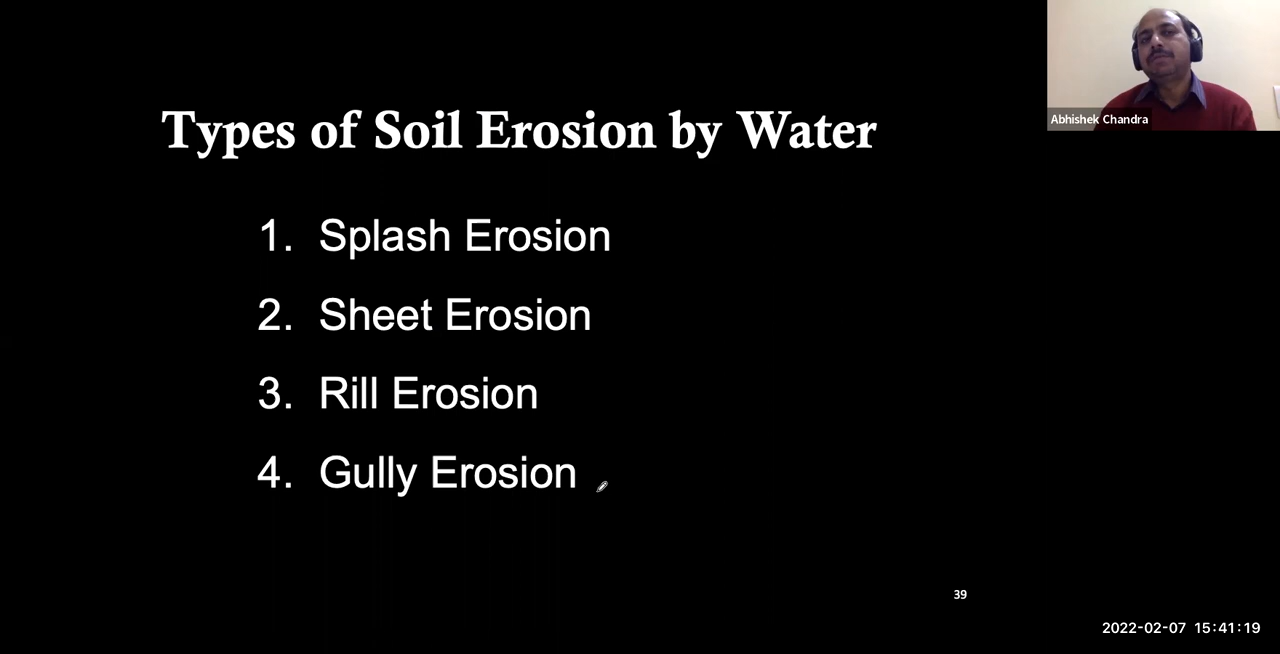 Abhishek Chandra
Types of Soil Erosion by Water
1. Splash Erosion
2. Sheet Erosion
3. Rill Erosion
4. Gully Erosion
39
2022-02-07 15:41:19